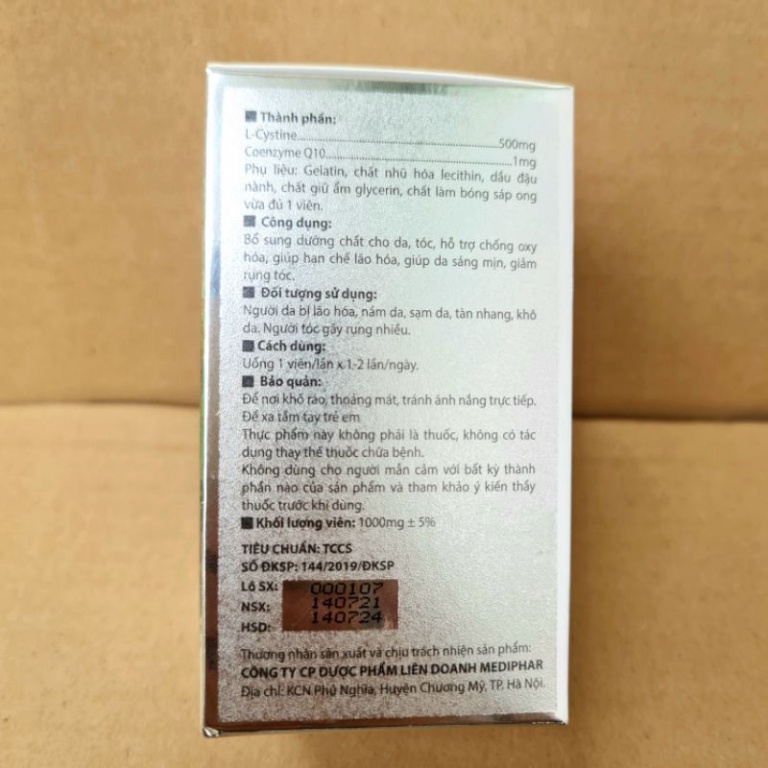 Thành phần:
L-Cystine........................................500mg
Coenzyme Q10........................................1mg
Phụ liệu: Gelatin, chất nhũ hóa lecithin, dầu đậu
nành, chất giữ ẩm glycerin, chất làm bóng sáp ong
vừa đủ 1 viên.
Công dụng:
Bổ sung dưỡng chất cho da, tóc, hỗ trợ chống oxy
hóa, giúp hạn chế lão hóa, giúp da sáng mịn, giảm
rụng tóc.
Đối tượng sử dụng:
Người da bị lão hóa, nám da, sạm da, tàn nhang, khô
da. Người tóc gãy rụng nhiều.
Cách dùng:
Uống 1 viên/lần x 1-2 lần/ngày.
Bảo quản:
Để nơi khô ráo, thoáng mát, tránh ánh nắng trực tiếp.
Để xa tầm tay trẻ em
Thực phẩm này không phải là thuốc, không có tác
dụng thay thế thuốc chữa bệnh.
Không dùng cho người mẫn cảm với bất kỳ thành
phần nào của sản phẩm và tham khảo ý kiến thầy
thuốc trước khi dùng.
Khối lượng viên: 1000mg ± 5%
TIÊU CHUẨN: TCCS
SỐ ĐKSP: 144/2019/ĐKSP
Lô SX: 000107
NSX: 140721
HSD: 140724
Thương nhân sản xuất và chịu trách nhiện sản phẩm:
CÔNG TY CP DƯỢC PHẨM LIÊN DOANH MEDIPHAR
Địa chỉ: KCN Phú Nghĩa, Huyện Chương Mỹ, TP. Hà Nội.